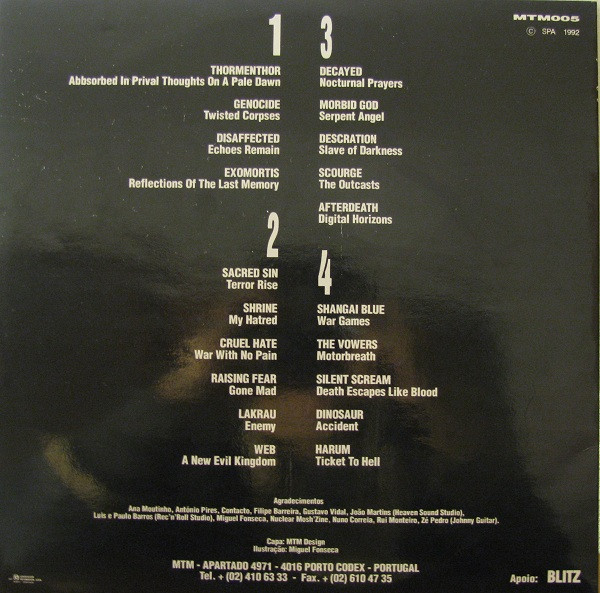 MTM005
© SPA 1992
1
THORMENTHOR
Abbsorbed In Prival Thoughts On A Pale Dawn
GENOCIDE
Twisted Corpses
DISAFFECTED
Echoes Remain
EXOMORTIS
Reflections Of The Last Memory
2
SACRED SIN
Terror Rise
SHRINE
My Hatred
CRUEL HATE
War With No Pain
RAISING FEAR
Gone Mad
LAKRAU
Enemy
WEB
A New Evil Kingdom
3
DECAYED
Nocturnal Prayers
MORBID GOD
Serpent Angel
DESCRATION
Slave of Darkness
SCOURGE
The Outcasts
AFTERDEATH
Digital Horizons
4
SHANGAI BLUE
War Games
THE VOWERS
Motorbreath
SILENT SCREAM
Death Escapes Like Blood
DINOSAUR
Accident
HARUM
Ticket To Hell
Agradecimentos
Ana Moutinho, António Pires, Contacto, Filipe Barreira, Gustavo Vidal, João Martins (Heaven Sound Studio),
Luis e Paulo Barros (Rec'n'Roll Studio), Miguel Fonseca, Nuclear Mosh'Zine, Nuno Correia, Rui Monteiro, Zé Pedro (Johnny Guitar).
Capa: MTM Design
Ilustração: Miguel Fonseca
MTM - APARTADO 4971 - 4016 PORTO CODEX - PORTUGAL
Tel. + (02) 410 63 33 - Fax. + (02) 610 47 35
Apoio: BLITZ